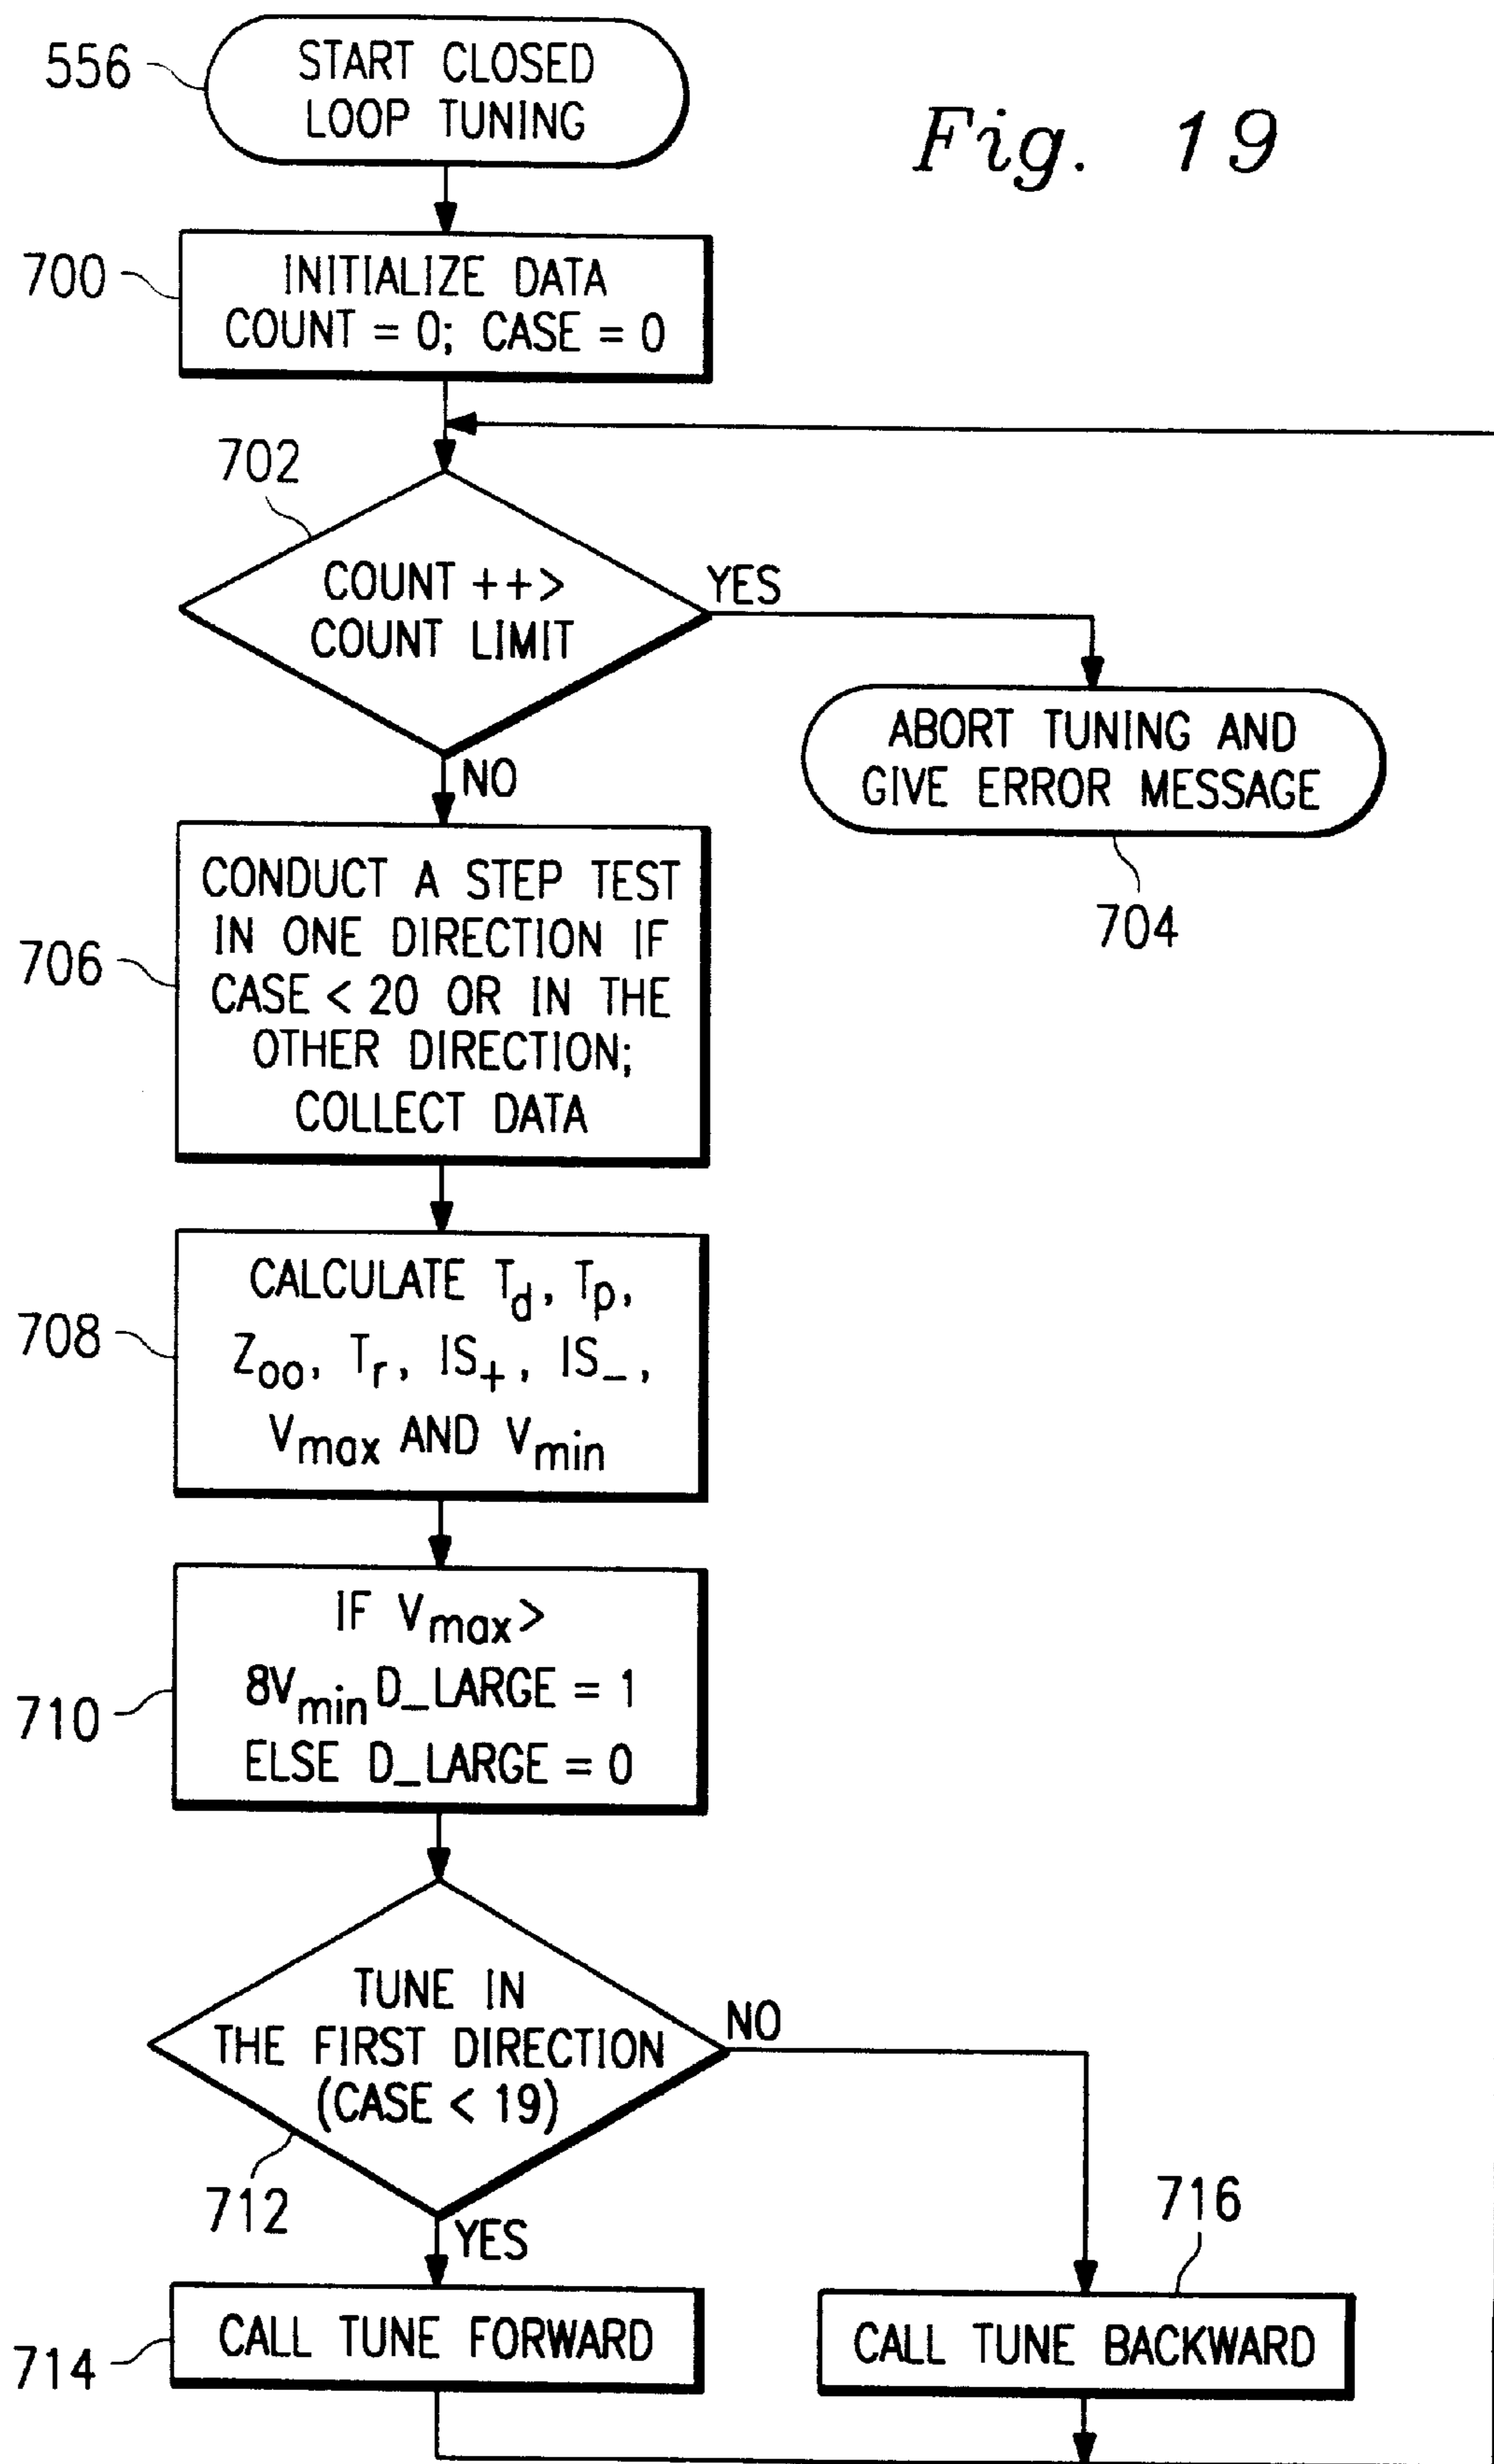 556
START CLOSED
LOOP TUNING
Fig. 19
700
INITIALIZE DATA
COUNT = 0; CASE = 0
702
COUNT ++>
COUNT LIMIT
YES
NO
ABORT TUNING AND
GIVE ERROR MESSAGE
704
706
CONDUCT A STEP TEST
IN ONE DIRECTION IF
CASE < 20 OR IN THE
OTHER DIRECTION;
COLLECT DATA
708
CALCULATE Td, Tp,
Zoo, Tr, IS+, IS−,
Vmax AND Vmin
710
IF Vmax>
8Vmin D_LARGE = 1
ELSE D_LARGE = 0
TUNE IN
THE FIRST DIRECTION
(CASE < 19)
NO
712
YES
716
714
CALL TUNE FORWARD
CALL TUNE BACKWARD